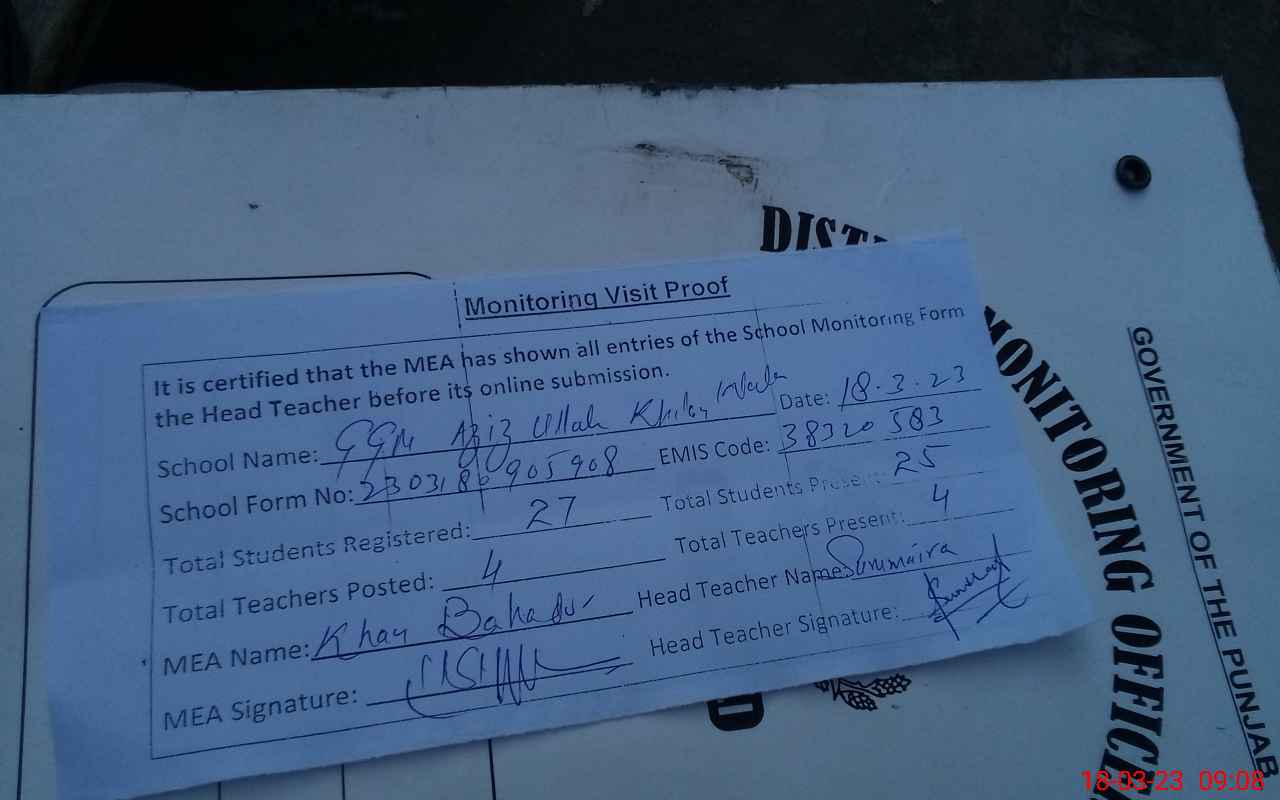 DIST
MONITORING OFFIC
GOVERNMENT OF THE PUNJAB
D
Monitoring Visit Proof
It is certified that the MEA has shown all entries of the School Monitoring Form
the Head Teacher before its online submission.
School Name: Aziz Ullah Date: 18.3.23
School Form No: 2303186905908 EMIS Code: 38320583
Total Students Registered: 27 Total Students Present: 25
Total Teachers Posted: 4 Total Teachers Present: 4
MEA Name: Khan Bahadur Head Teacher Name Summaira
MEA Signature: Head Teacher Signature:
18-03-23 09:08